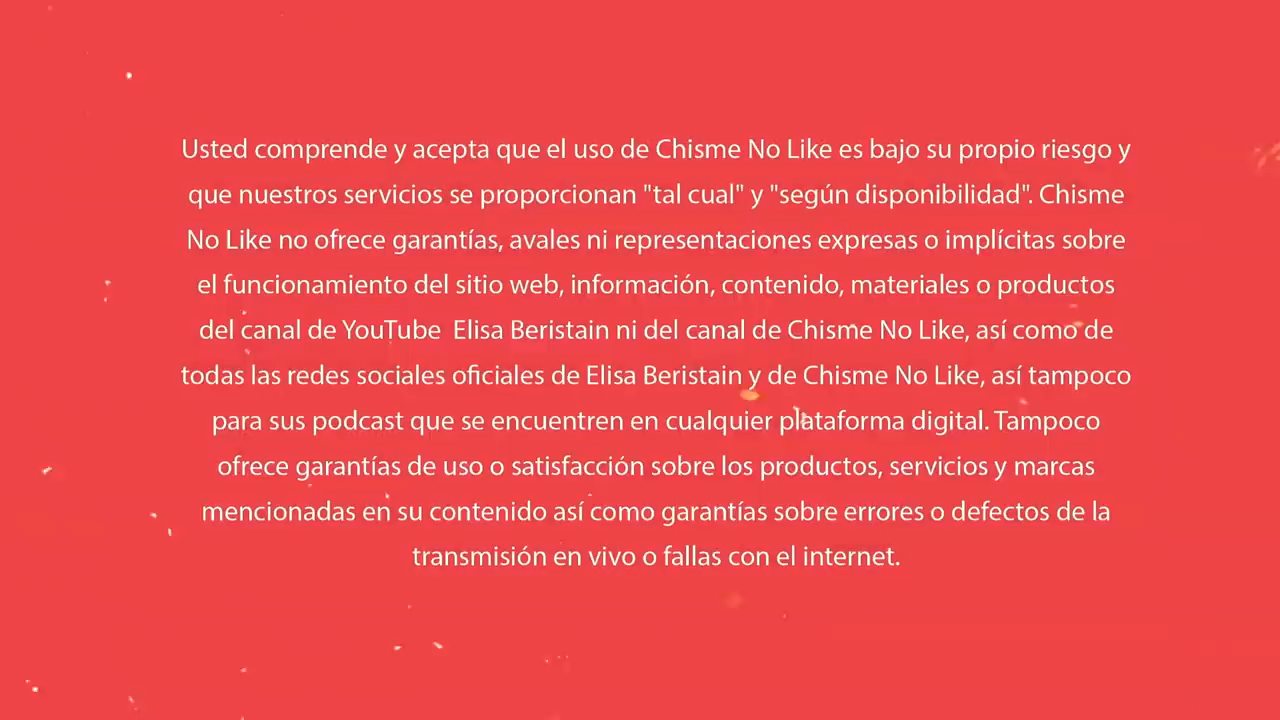 Usted comprende y acepta que el uso de Chisme No Like es bajo su propio riesgo y
que nuestros servicios se proporcionan "tal cual" y "según disponibilidad". Chisme
No Like no ofrece garantías, avales ni representaciones expresas o implícitas sobre
el funcionamiento del sitio web, información, contenido, materiales o productos
del canal de YouTube  Elisa Beristain ni del canal de Chisme No Like, así como de
todas las redes sociales oficiales de Elisa Beristain y de Chisme No Like, así tampoco
para sus podcast que se encuentren en cualquier plataforma digital. Tampoco
ofrece garantías de uso o satisfacción sobre los productos, servicios y marcas
mencionadas en su contenido así como garantías sobre errores o defectos de la
transmisión en vivo o fallas con el internet.